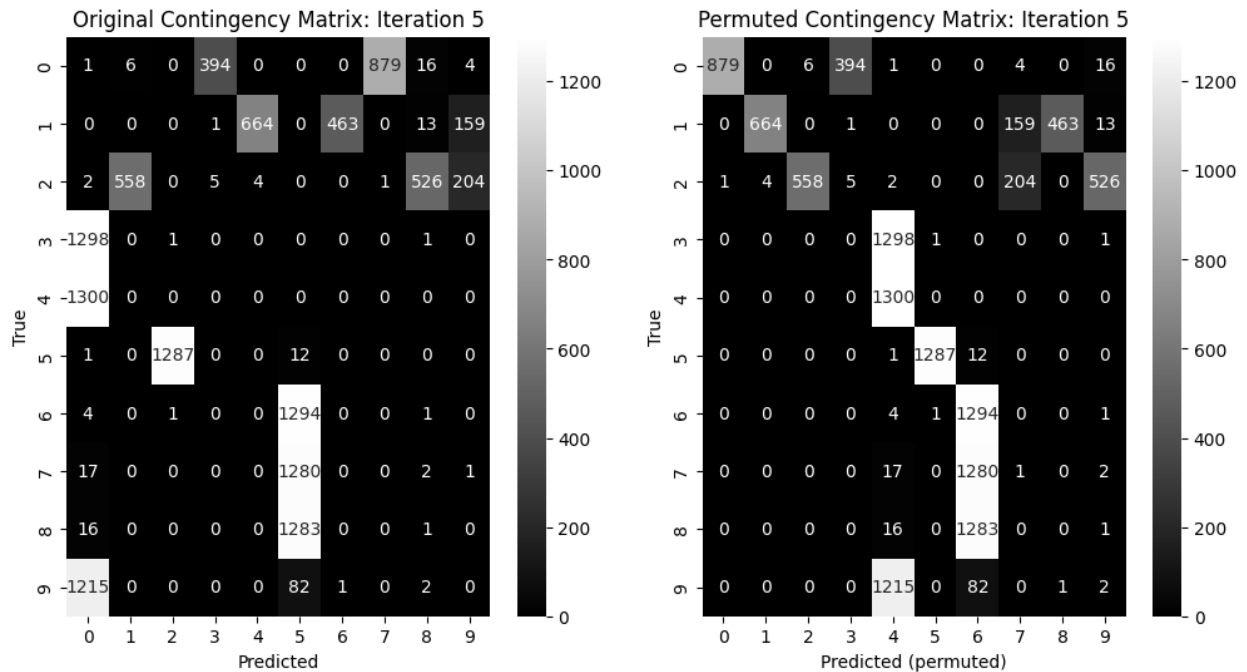 Original Contingency Matrix: Iteration 5
0 1 6 0 394 0 0 0 879 16 4
1 0 0 0 1 664 0 463 0 13 159
2 2 558 0 5 4 0 0 1 526 204
3 1298 0 1 0 0 0 0 0 1 0
4 1300 0 0 0 0 0 0 0 0 0
5 1 0 1287 0 0 12 0 0 0 0
6 4 0 1 0 0 1294 0 0 1 0
7 17 0 0 0 0 1280 0 0 2 1
8 16 0 0 0 0 1283 0 0 1 0
9 1215 0 0 0 0 82 1 0 2 0
0 1 2 3 4 5 6 7 8 9
True
Predicted
1200
1000
800
600
400
200
0
Permuted Contingency Matrix: Iteration 5
0 879 0 6 394 1 0 0 4 0 16
1 0 664 0 1 0 0 0 159 463 13
2 1 4 558 5 2 0 0 204 0 526
3 0 0 0 0 1298 1 0 0 0 1
4 0 0 0 0 1300 0 0 0 0 0
5 0 0 0 0 1 1287 12 0 0 0
6 0 0 0 0 4 1 1294 0 0 1
7 0 0 0 0 17 0 1280 1 0 2
8 0 0 0 0 16 0 1283 0 0 1
9 0 0 0 0 1215 0 82 0 1 2
0 1 2 3 4 5 6 7 8 9
True
Predicted (permuted)
1200
1000
800
600
400
200
0